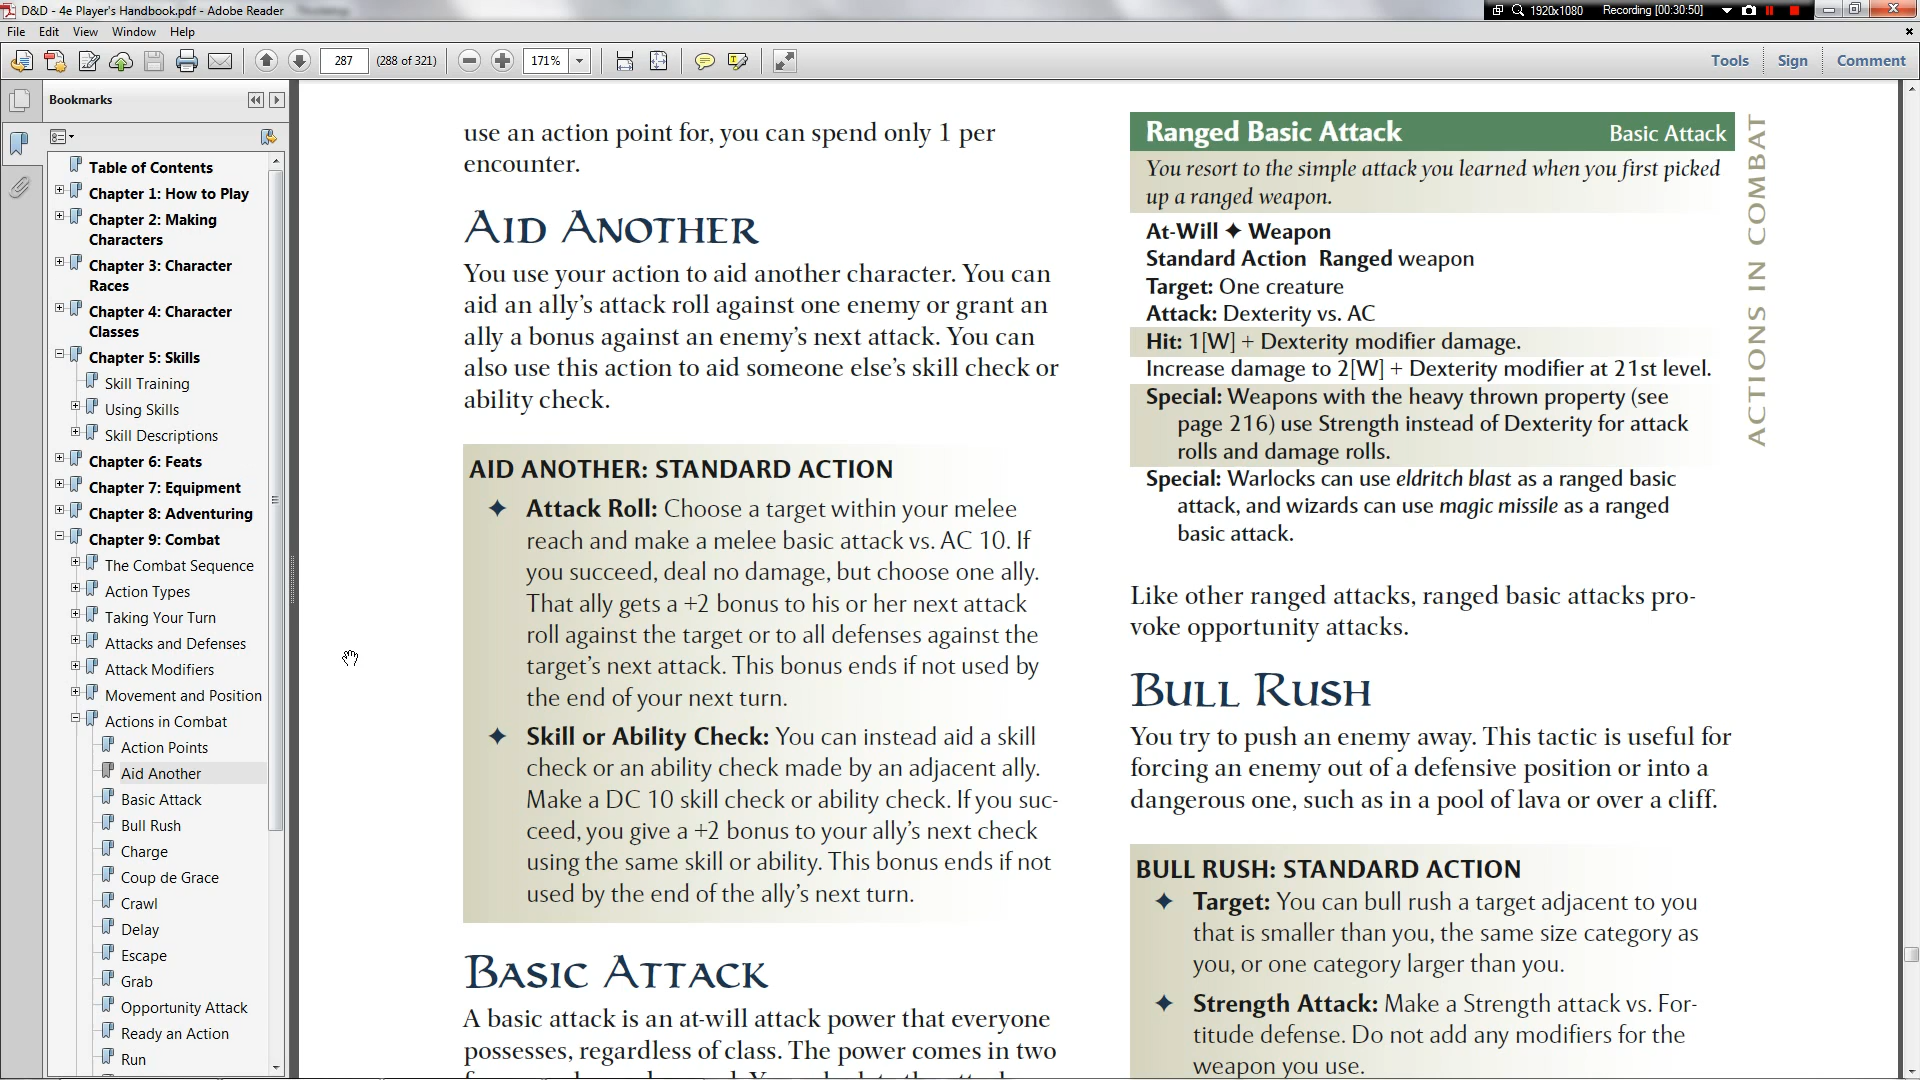 D&D - 4e Player's Handbook.pdf - Adobe Reader
1920x1080
Recording [00:30:50]
File Edit View Window Help
287
(288 of 321)
171%
Tools
Sign
Comment
Bookmarks
Table of Contents
Chapter 1: How to Play
Chapter 2: Making
Characters
Chapter 3: Character
Races
Chapter 4: Character
Classes
Chapter 5: Skills
Skill Training
Using Skills
Skill Descriptions
Chapter 6: Feats
Chapter 7: Equipment
Chapter 8: Adventuring
Chapter 9: Combat
The Combat Sequence
Action Types
Taking Your Turn
Attacks and Defenses
Attack Modifiers
Movement and Position
Actions in Combat
Action Points
Aid Another
Basic Attack
Bull Rush
Charge
Coup de Grace
Crawl
Delay
Escape
Grab
Opportunity Attack
Ready an Action
Run
use an action point for, you can spend only 1 per
encounter.
AID ANOTHER
You use your action to aid another character. You can
aid an ally's attack roll against one enemy or grant an
ally a bonus against an enemy's next attack. You can
also use this action to aid someone else's skill check or
ability check.
AID ANOTHER: STANDARD ACTION
✦ Attack Roll: Choose a target within your melee
reach and make a melee basic attack vs. AC 10. If
you succeed, deal no damage, but choose one ally.
That ally gets a +2 bonus to his or her next attack
roll against the target or to all defenses against the
target's next attack. This bonus ends if not used by
the end of your next turn.
✦ Skill or Ability Check: You can instead aid a skill
check or an ability check made by an adjacent ally.
Make a DC 10 skill check or ability check. If you suc-
ceed, you give a +2 bonus to your ally's next check
using the same skill or ability. This bonus ends if not
used by the end of the ally's next turn.
BASIC ATTACK
A basic attack is an at-will attack power that everyone
possesses, regardless of class. The power comes in two
Ranged Basic Attack Basic Attack
You resort to the simple attack you learned when you first picked
up a ranged weapon.
At-Will ✦ Weapon
Standard Action Ranged weapon
Target: One creature
Attack: Dexterity vs. AC
Hit: 1[W] + Dexterity modifier damage.
Increase damage to 2[W] + Dexterity modifier at 21st level.
Special: Weapons with the heavy thrown property (see
page 216) use Strength instead of Dexterity for attack
rolls and damage rolls.
Special: Warlocks can use eldritch blast as a ranged basic
attack, and wizards can use magic missile as a ranged
basic attack.
Like other ranged attacks, ranged basic attacks pro-
voke opportunity attacks.
BULL RUSH
You try to push an enemy away. This tactic is useful for
forcing an enemy out of a defensive position or into a
dangerous one, such as in a pool of lava or over a cliff.
BULL RUSH: STANDARD ACTION
✦ Target: You can bull rush a target adjacent to you
that is smaller than you, the same size category as
you, or one category larger than you.
✦ Strength Attack: Make a Strength attack vs. For-
titude defense. Do not add any modifiers for the
weapon you use.
ACTIONS IN COMBAT